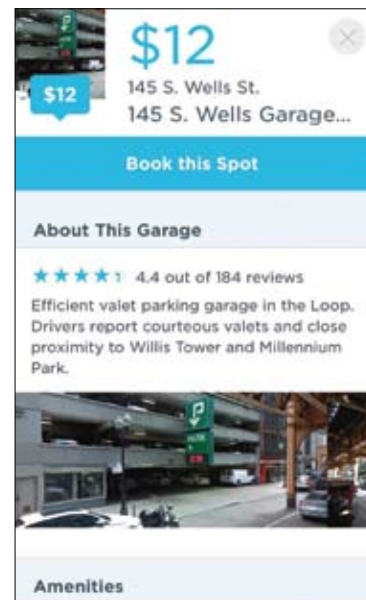 $12
$12
145 S. Wells St.
145 S. Wells Garage...
Book this Spot
About This Garage
4.4 out of 184 reviews
Efficient valet parking garage in the Loop.
Drivers report courteous valets and close
proximity to Willis Tower and Millennium
Park.
P
PARK
Amenities